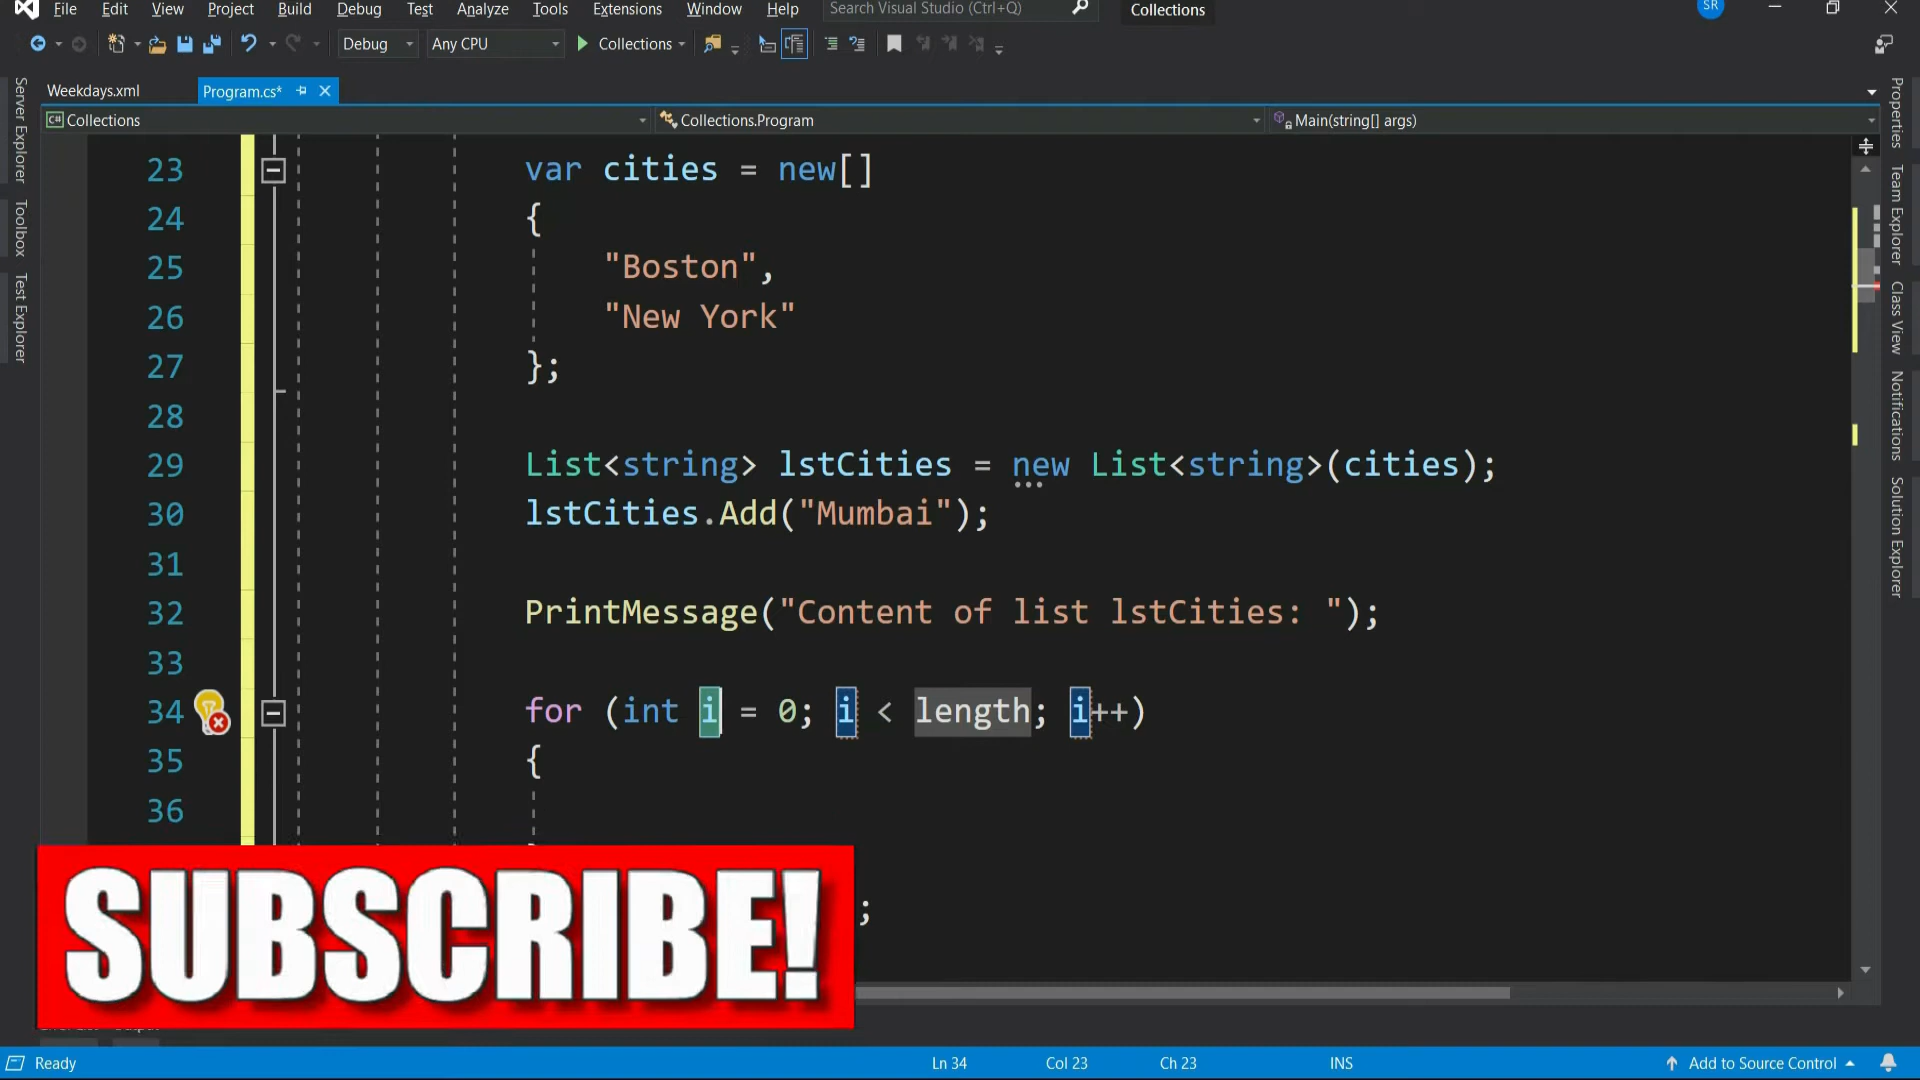 File Edit View Project Build Debug Test Analyze Tools Extensions Window Help Search Visual Studio (Ctrl+Q) Collections SR
Debug Any CPU Collections
Weekdays.xml Program.cs*
Collections Collections.Program Main(string[] args)
Server Explorer
Toolbox
Test Explorer
23 var cities = new[]
24 {
25 "Boston",
26 "New York"
27 };
28
29 List<string> lstCities = new List<string>(cities);
30 lstCities.Add("Mumbai");
31
32 PrintMessage("Content of list lstCities: ");
33
34 for (int i = 0; i < length; i++)
35 {
36
;
SUBSCRIBE!
Properties
Team Explorer
Class View
Notifications
Solution Explorer
Ready Ln 34 Col 23 Ch 23 INS Add to Source Control